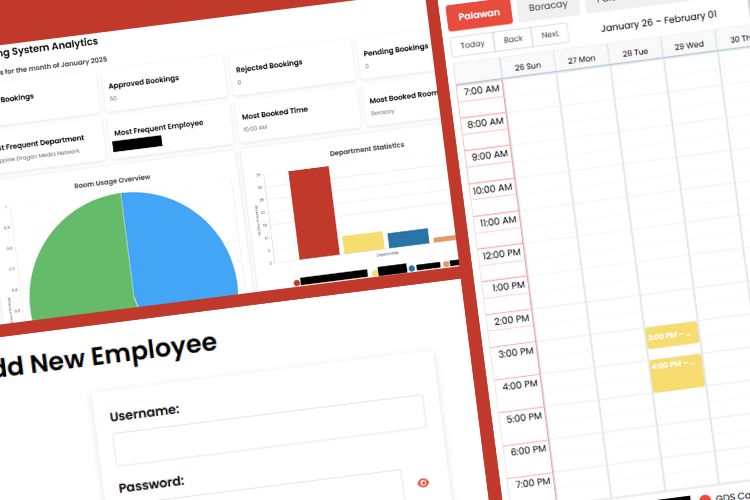 ng System Analytics
s for the month of January 2025
Bookings
Approved Bookings
50
Rejected Bookings
0
Pending Bookings
0
t Frequent Department
ppine Dragon Media Network
Most Frequent Employee
Most Booked Time
10:00 AM
Most Booked Room
Boracay
Room Usage Overview
Department Statistics
Departments
dd New Employee
Username:
Password:
Palawan
Boracay
Today
Back
Next
January 26 – February 01
26 Sun
27 Mon
28 Tue
29 Wed
30 Th
7:00 AM
8:00 AM
9:00 AM
10:00 AM
11:00 AM
12:00 PM
1:00 PM
2:00 PM
3:00 PM
4:00 PM
5:00 PM
6:00 PM
7:00 PM
3:00 PM – ...
4:00 PM – ...
GDS Ca